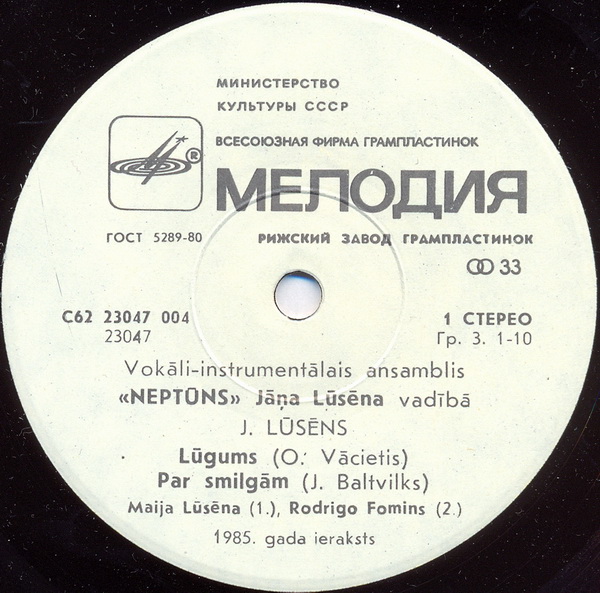 МИНИСТЕРСТВО
КУЛЬТУРЫ СССР
ВСЕСОЮЗНАЯ ФИРМА ГРАМПЛАСТИНОК
®
МЕЛОДИЯ
ГОСТ 5289-80
РИЖСКИЙ ЗАВОД ГРАМПЛАСТИНОК
33
С62 23047 004
23047
1 СТЕРЕО
Гр. 3. 1-10
Vokāli-instrumentālais ansamblis
«NEPTŪNS» Jāņa Lūsēna vadībā
J. LŪSĒNS
Lūgums (O. Vācietis)
Par smilgām (J. Baltvilks)
Maija Lūsēna (1.), Rodrigo Fomins (2.)
1985. gada ieraksts